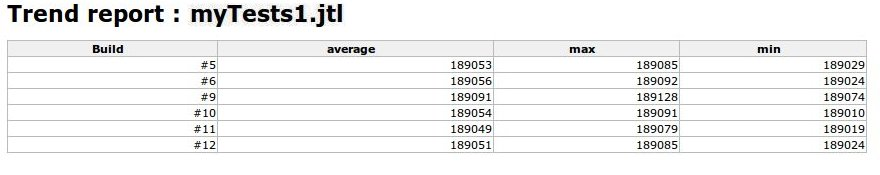 Trend report : myTests1.jtl
Build average max min
#5 189053 189085 189029
#6 189056 189092 189024
#9 189091 189128 189074
#10 189054 189091 189010
#11 189049 189079 189019
#12 189051 189085 189024